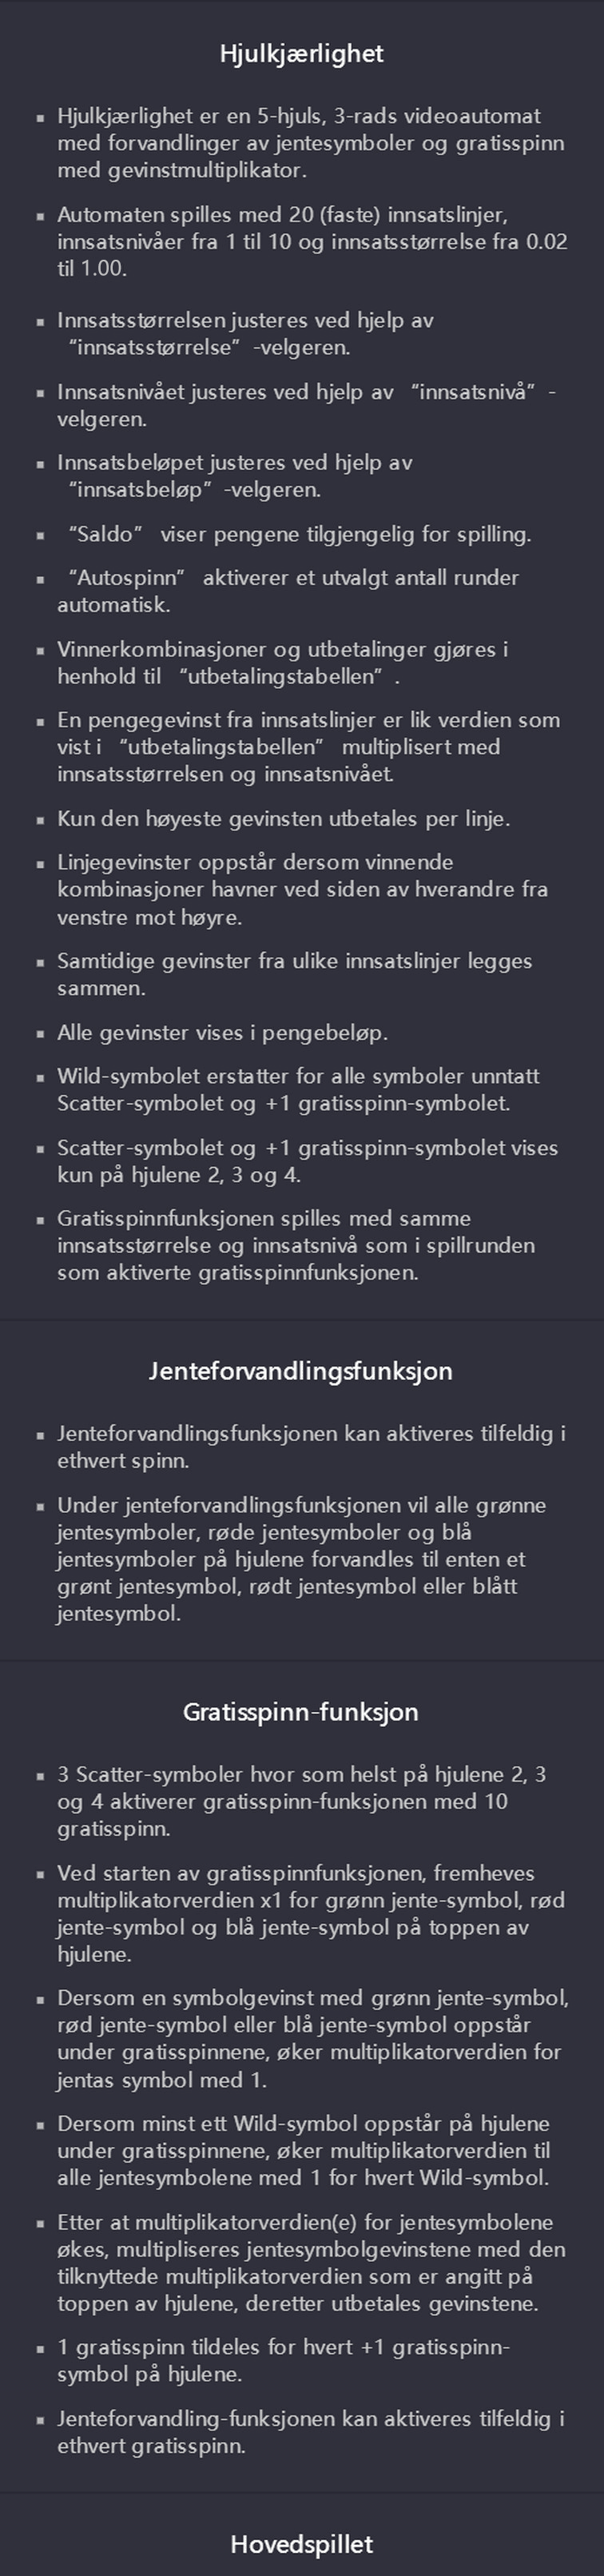 Hjulkjærlighet
▪ Hjulkjærlighet er en 5-hjuls, 3-rads videoautomat
med forvandlinger av jentesymboler og gratisspinn
med gevinstmultiplikator.
▪ Automaten spilles med 20 (faste) innsatslinjer,
innsatsnivåer fra 1 til 10 og innsatsstørrelse fra 0.02
til 1.00.
▪ Innsatsstørrelsen justeres ved hjelp av
“innsatsstørrelse” -velgeren.
▪ Innsatsnivået justeres ved hjelp av “innsatsnivå” -
velgeren.
▪ Innsatsbeløpet justeres ved hjelp av
“innsatsbeløp” -velgeren.
▪ “Saldo” viser pengene tilgjengelig for spilling.
▪ “Autospinn” aktiverer et utvalgt antall runder
automatisk.
▪ Vinnerkombinasjoner og utbetalinger gjøres i
henhold til “utbetalingstabellen” .
▪ En pengegevinst fra innsatslinjer er lik verdien som
vist i “utbetalingstabellen” multiplisert med
innsatsstørrelsen og innsatsnivået.
▪ Kun den høyeste gevinsten utbetales per linje.
▪ Linjegevinster oppstår dersom vinnende
kombinasjoner havner ved siden av hverandre fra
venstre mot høyre.
▪ Samtidige gevinster fra ulike innsatslinjer legges
sammen.
▪ Alle gevinster vises i pengebeløp.
▪ Wild-symbolet erstatter for alle symboler unntatt
Scatter-symbolet og +1 gratisspinn-symbolet.
▪ Scatter-symbolet og +1 gratisspinn-symbolet vises
kun på hjulene 2, 3 og 4.
▪ Gratisspinnfunksjonen spilles med samme
innsatsstørrelse og innsatsnivå som i spillrunden
som aktiverte gratisspinnfunksjonen.
Jenteforvandlingsfunksjon
▪ Jenteforvandlingsfunksjonen kan aktiveres tilfeldig i
ethvert spinn.
▪ Under jenteforvandlingsfunksjonen vil alle grønne
jentesymboler, røde jentesymboler og blå
jentesymboler på hjulene forvandles til enten et
grønt jentesymbol, rødt jentesymbol eller blått
jentesymbol.
Gratisspinn-funksjon
▪ 3 Scatter-symboler hvor som helst på hjulene 2, 3
og 4 aktiverer gratisspinn-funksjonen med 10
gratisspinn.
▪ Ved starten av gratisspinnfunksjonen, fremheves
multiplikatorverdien x1 for grønn jente-symbol, rød
jente-symbol og blå jente-symbol på toppen av
hjulene.
▪ Dersom en symbolgevinst med grønn jente-symbol,
rød jente-symbol eller blå jente-symbol oppstår
under gratisspinnene, øker multiplikatorverdien for
jentas symbol med 1.
▪ Dersom minst ett Wild-symbol oppstår på hjulene
under gratisspinnene, øker multiplikatorverdien til
alle jentesymbolene med 1 for hvert Wild-symbol.
▪ Etter at multiplikatorverdien(e) for jentesymbolene
økes, multipliseres jentesymbolgevinstene med den
tilknyttede multiplikatorverdien som er angitt på
toppen av hjulene, deretter utbetales gevinstene.
▪ 1 gratisspinn tildeles for hvert +1 gratisspinn-
symbol på hjulene.
▪ Jenteforvandling-funksjonen kan aktiveres tilfeldig i
ethvert gratisspinn.
Hovedspillet